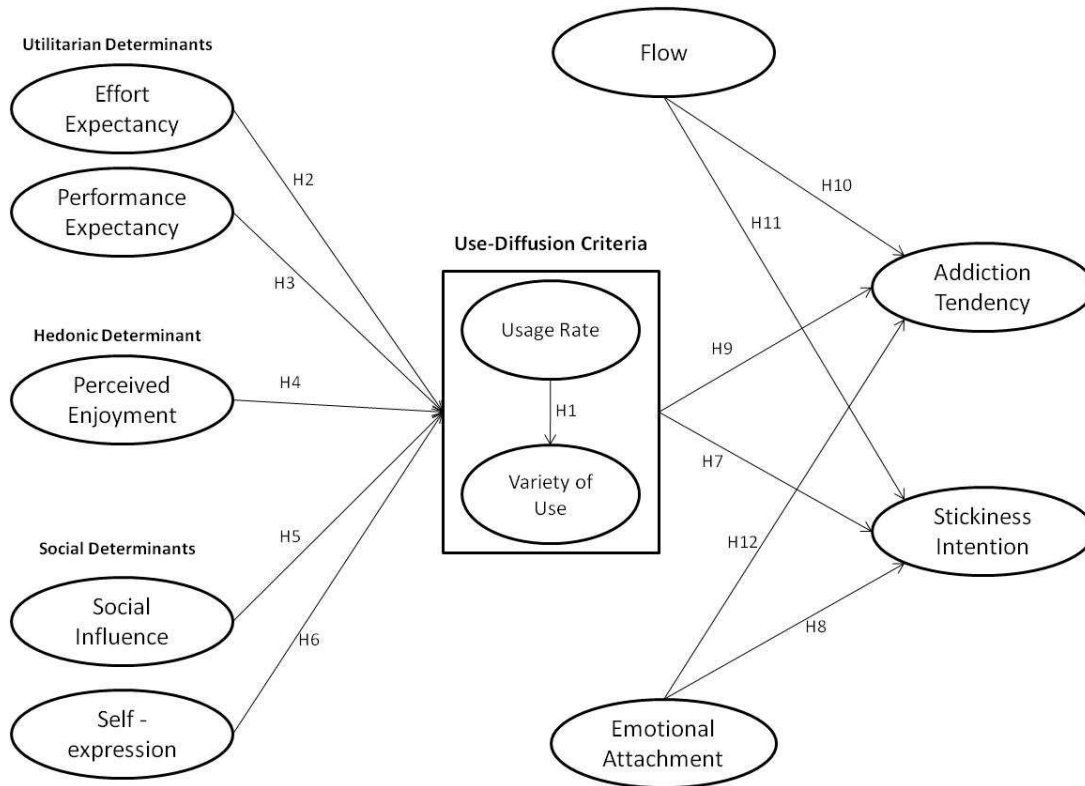 Utilitarian Determinants
Effort
Expectancy
Performance
Expectancy
Hedonic Determinant
Perceived
Enjoyment
Social Determinants
Social
Influence
Self -
expression
H2
H3
H4
H5
H6
Use-Diffusion Criteria
Usage Rate
H1
Variety of
Use
Flow
H10
H11
H9
H7
H12
H8
Addiction
Tendency
Stickiness
Intention
Emotional
Attachment